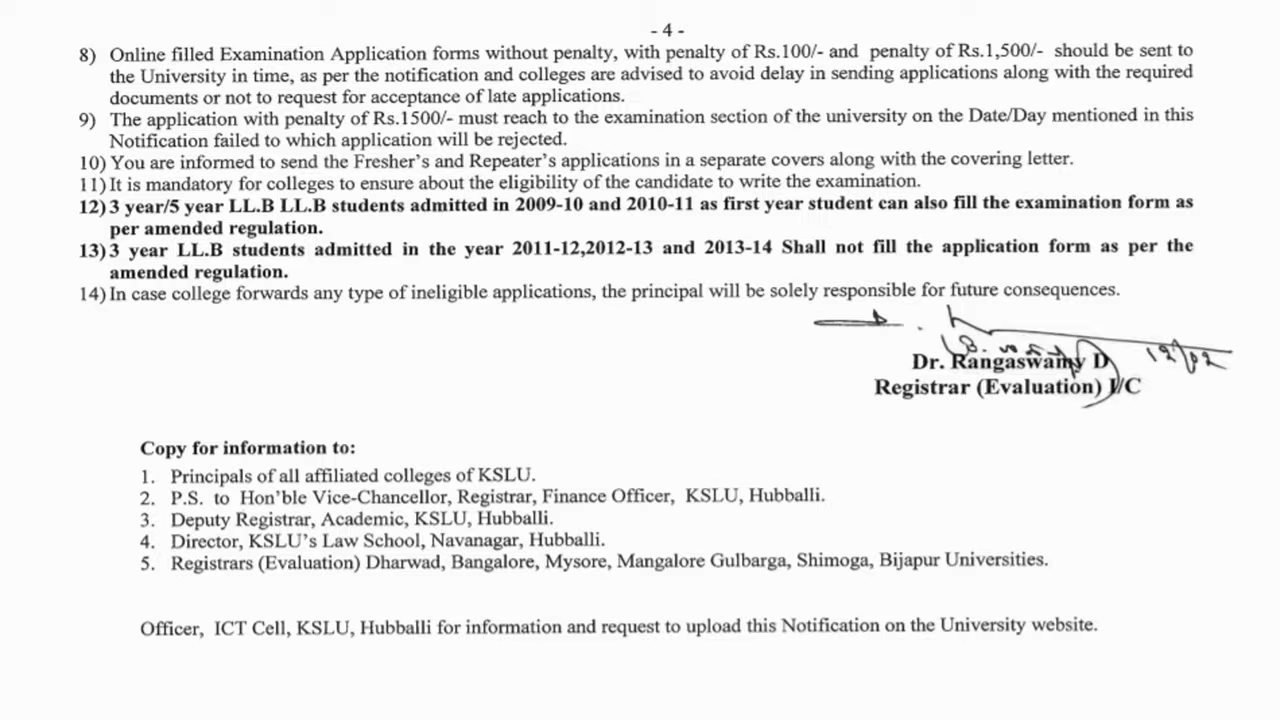 - 4 -
8) Online filled Examination Application forms without penalty, with penalty of Rs.100/- and penalty of Rs.1,500/- should be sent to
the University in time, as per the notification and colleges are advised to avoid delay in sending applications along with the required
documents or not to request for acceptance of late applications.
9) The application with penalty of Rs.1500/- must reach to the examination section of the university on the Date/Day mentioned in this
Notification failed to which application will be rejected.
10) You are informed to send the Fresher's and Repeater's applications in a separate covers along with the covering letter.
11) It is mandatory for colleges to ensure about the eligibility of the candidate to write the examination.
12) 3 year/5 year LL.B LL.B students admitted in 2009-10 and 2010-11 as first year student can also fill the examination form as
per amended regulation.
13) 3 year LL.B students admitted in the year 2011-12,2012-13 and 2013-14 Shall not fill the application form as per the
amended regulation.
14) In case college forwards any type of ineligible applications, the principal will be solely responsible for future consequences.
Dr. Rangaswamy D
Registrar (Evaluation) I/C
Copy for information to:
1. Principals of all affiliated colleges of KSLU.
2. P.S. to Hon'ble Vice-Chancellor, Registrar, Finance Officer, KSLU, Hubballi.
3. Deputy Registrar, Academic, KSLU, Hubballi.
4. Director, KSLU's Law School, Navanagar, Hubballi.
5. Registrars (Evaluation) Dharwad, Bangalore, Mysore, Mangalore Gulbarga, Shimoga, Bijapur Universities.
Officer, ICT Cell, KSLU, Hubballi for information and request to upload this Notification on the University website.